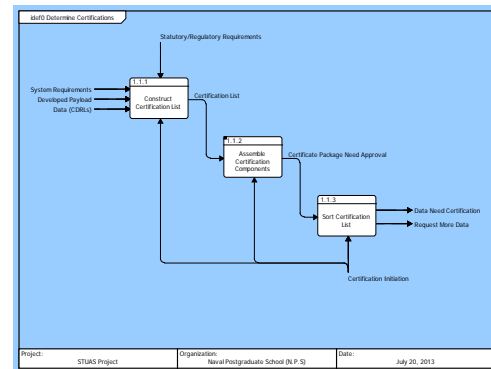 idef0 Determine Certifications
Statutory/Regulatory Requirements
System Requirements
Developed Payload
Data (CDRLs)
1.1.1
Construct
Certification List
Certification List
1.1.2
Assemble
Certification
Components
Certificate Package Need Approval
1.1.3
Sort Certification
List
Data Need Certification
Request More Data
Certification Initiation
Project:
STUAS Project
Organization:
Naval Postgraduate School (N.P.S)
Date:
July 20, 2013